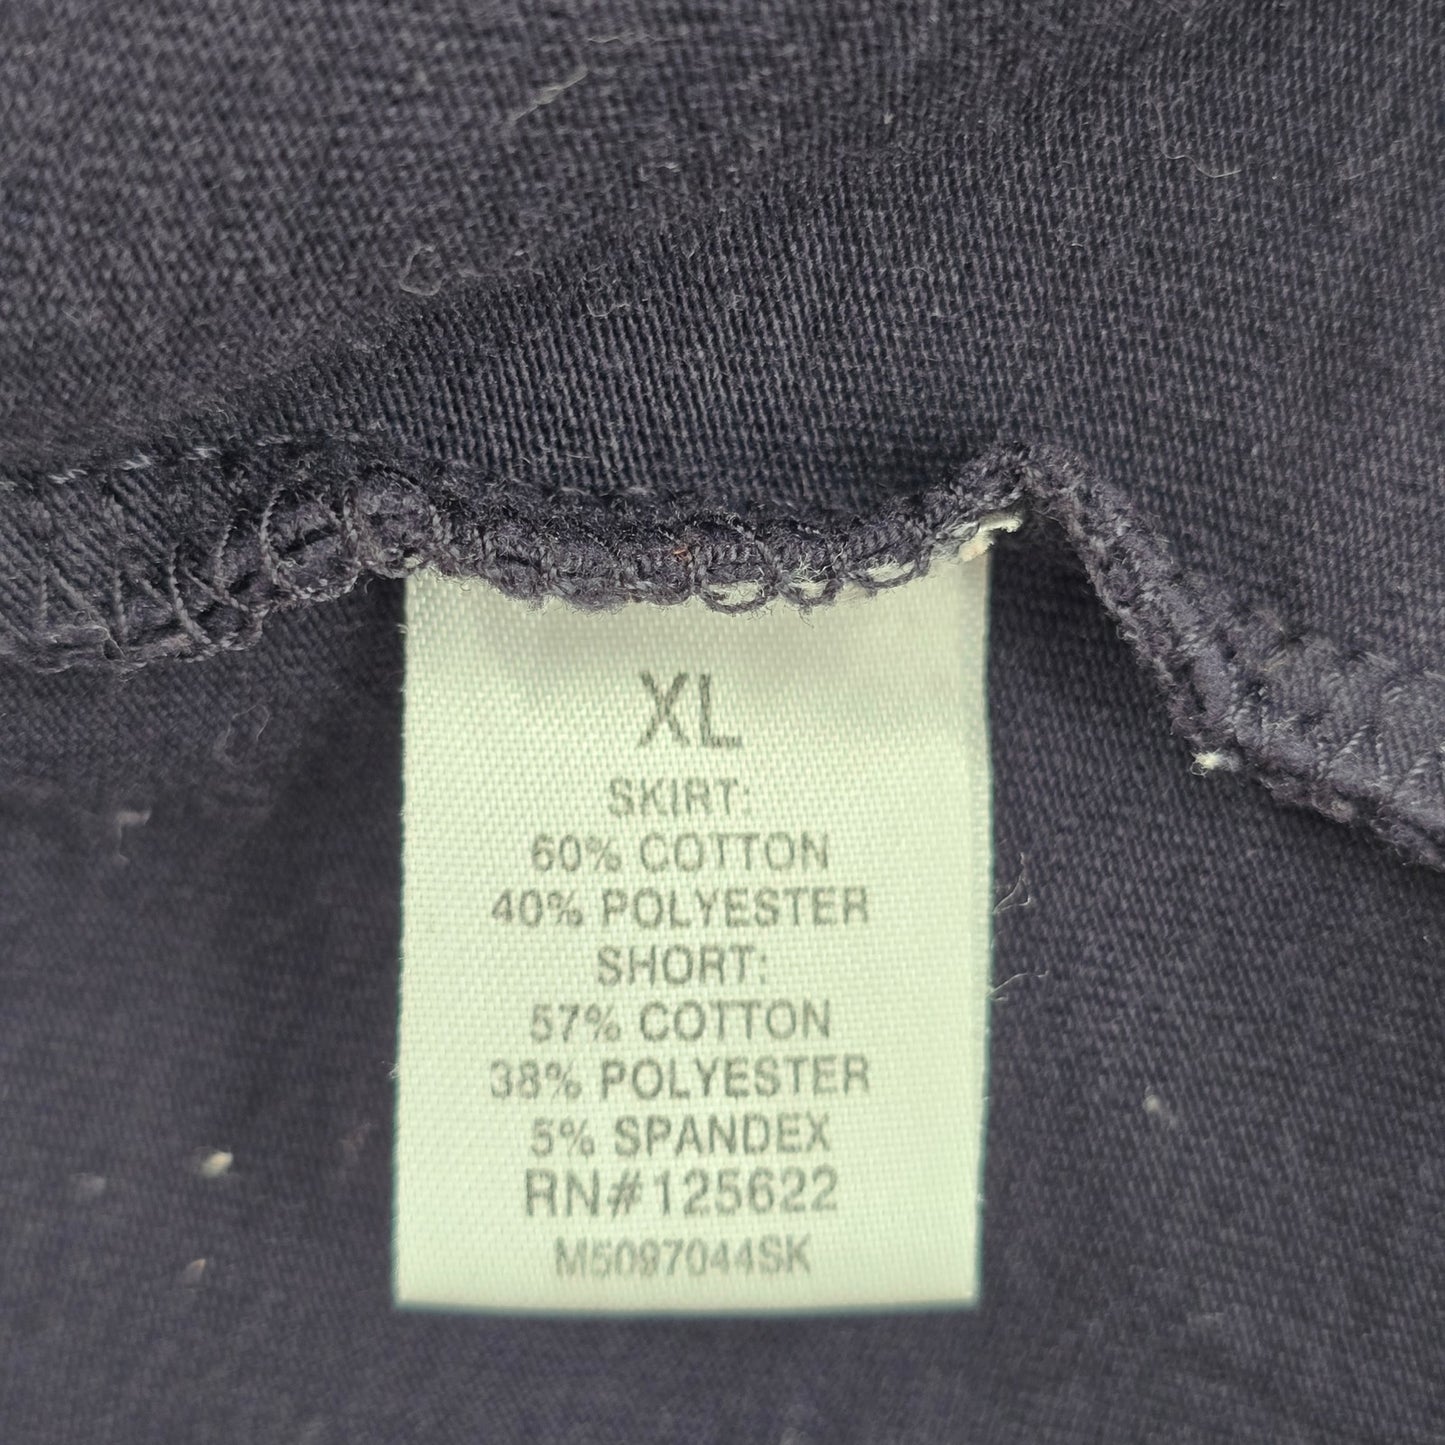 XL
SKIRT:
60% COTTON
40% POLYESTER
SHORT:
57% COTTON
38% POLYESTER
5% SPANDEX
RN#125622
M5097044SK